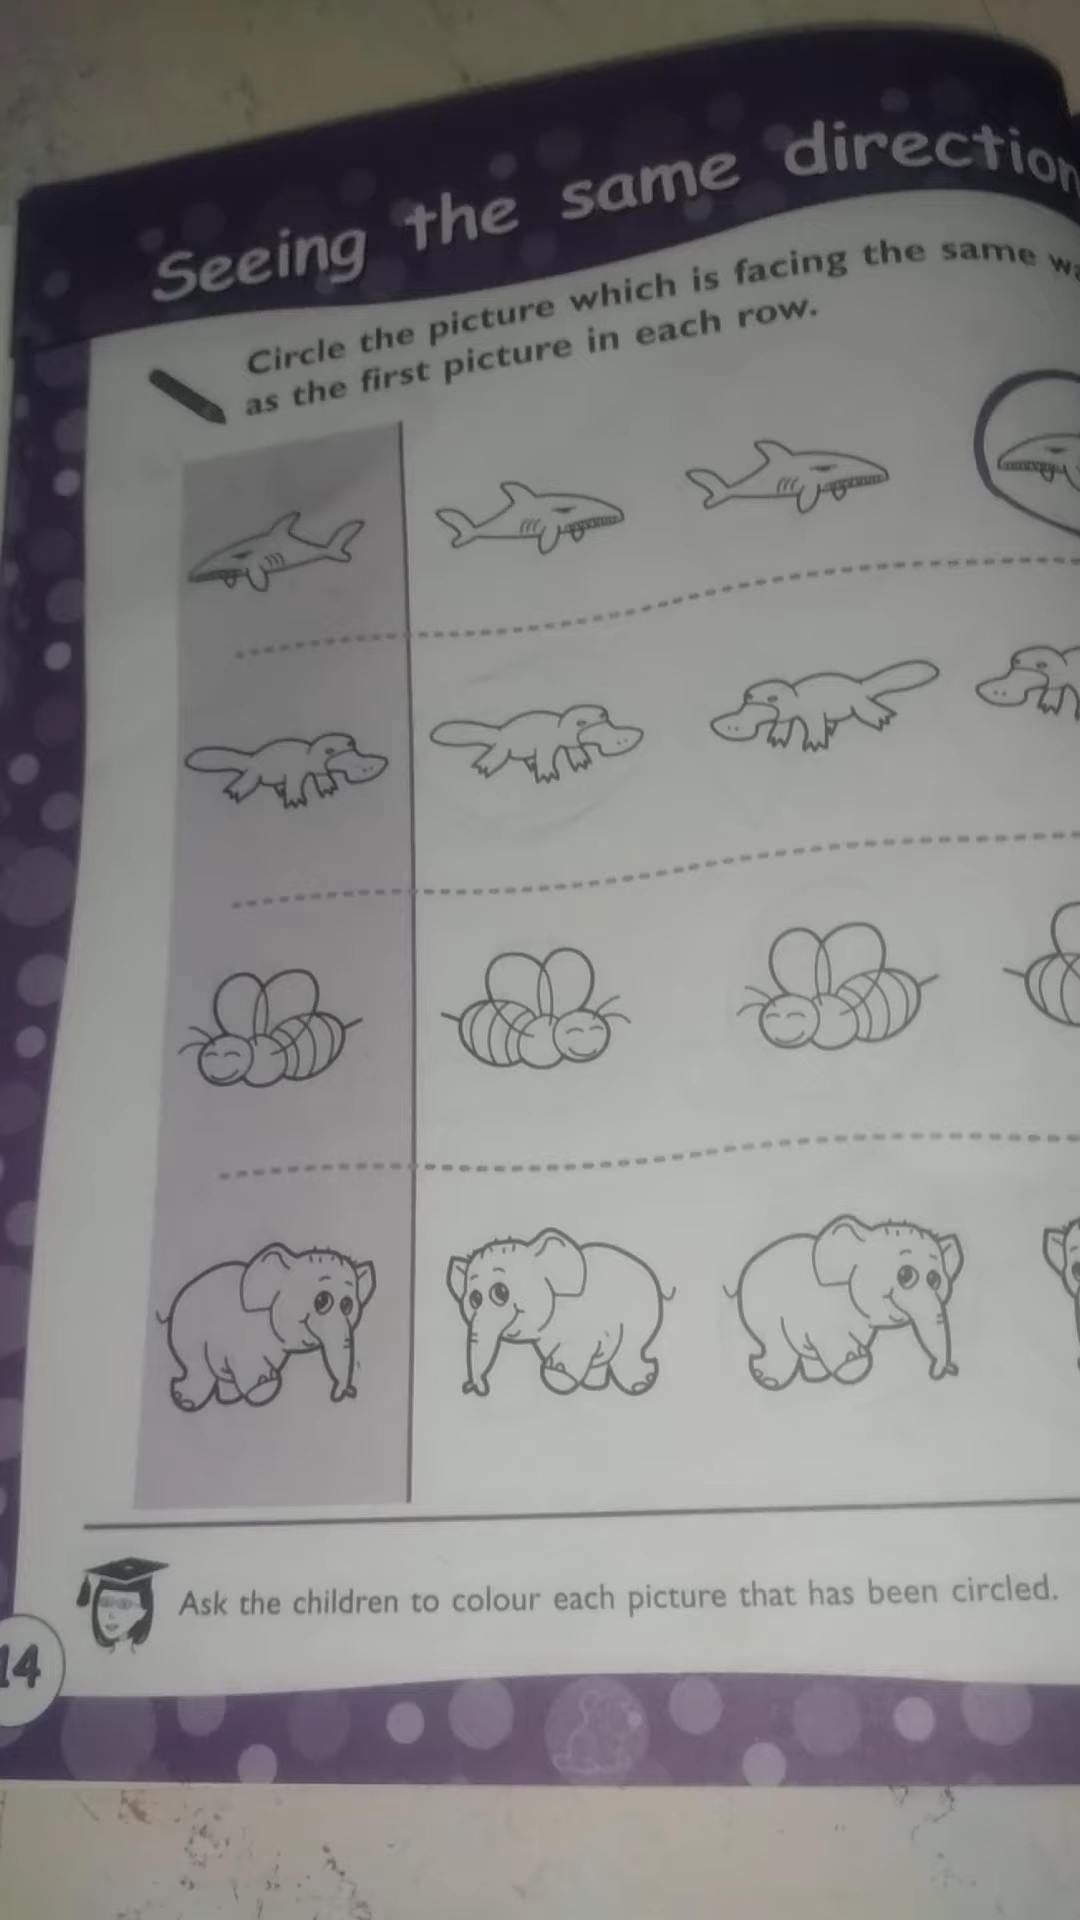 Seeing the same direction
Circle the picture which is facing the same
as the first picture in each row.
Ask the children to colour each picture that has been circled.
14